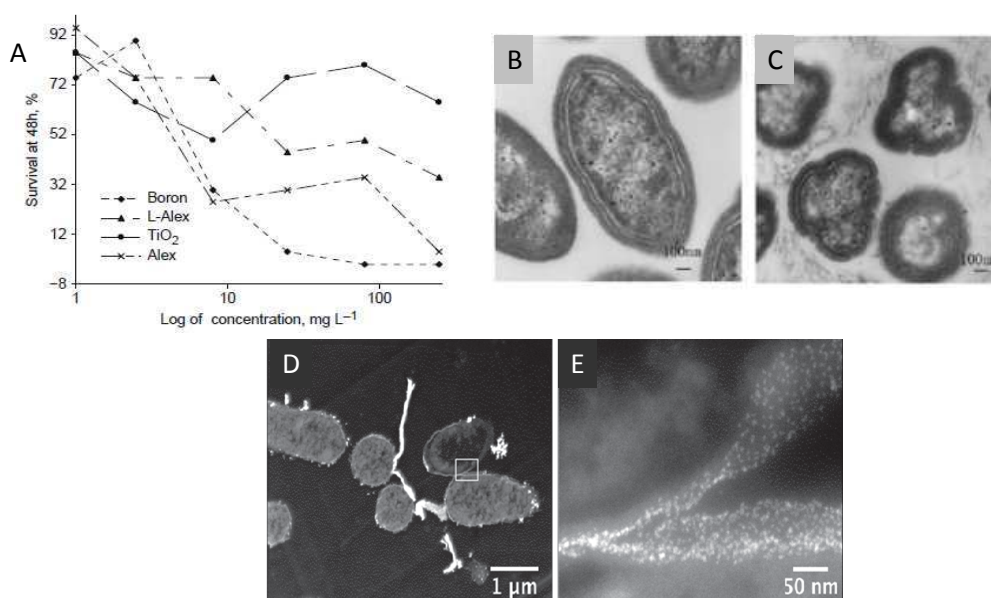 A
Survival at 48h, %
92
72
52
32
12
−8
Boron
L-Alex
TiO2
Alex
1
10
100
Log of concentration, mg L−1
B
100nm
C
100nm
D
1 µm
E
50 nm